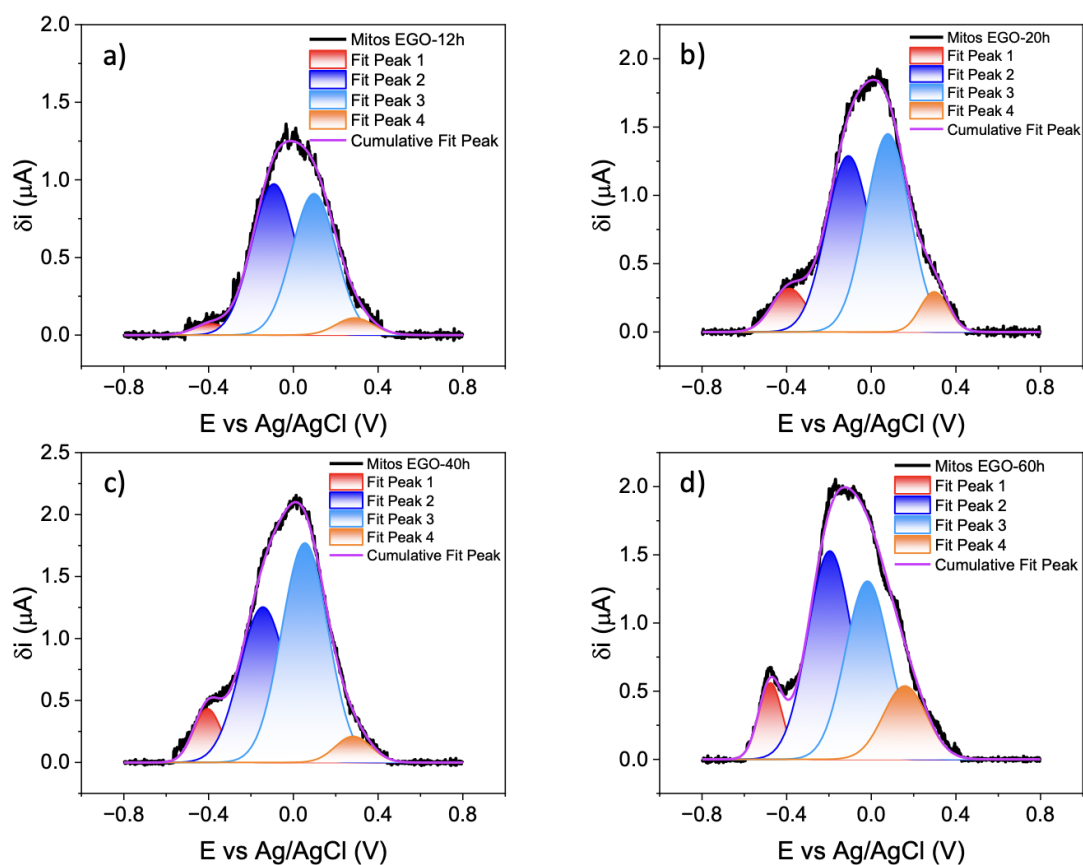 a)
Mitos EGO-12h
Fit Peak 1
Fit Peak 2
Fit Peak 3
Fit Peak 4
Cumulative Fit Peak
2.0
1.5
1.0
0.5
0.0
δi (µA)
−0.8 −0.4 0.0 0.4 0.8
E vs Ag/AgCl (V)
b)
Mitos EGO-20h
Fit Peak 1
Fit Peak 2
Fit Peak 3
Fit Peak 4
Cumulative Fit Peak
2.0
1.5
1.0
0.5
0.0
δi (µA)
−0.8 −0.4 0.0 0.4 0.8
E vs Ag/AgCl (V)
c)
Mitos EGO-40h
Fit Peak 1
Fit Peak 2
Fit Peak 3
Fit Peak 4
Cumulative Fit Peak
2.5
2.0
1.5
1.0
0.5
0.0
δi (µA)
−0.8 −0.4 0.0 0.4 0.8
E vs Ag/AgCl (V)
d)
Mitos EGO-60h
Fit Peak 1
Fit Peak 2
Fit Peak 3
Fit Peak 4
Cumulative Fit Peak
2.0
1.5
1.0
0.5
0.0
δi (µA)
−0.8 −0.4 0.0 0.4 0.8
E vs Ag/AgCl (V)